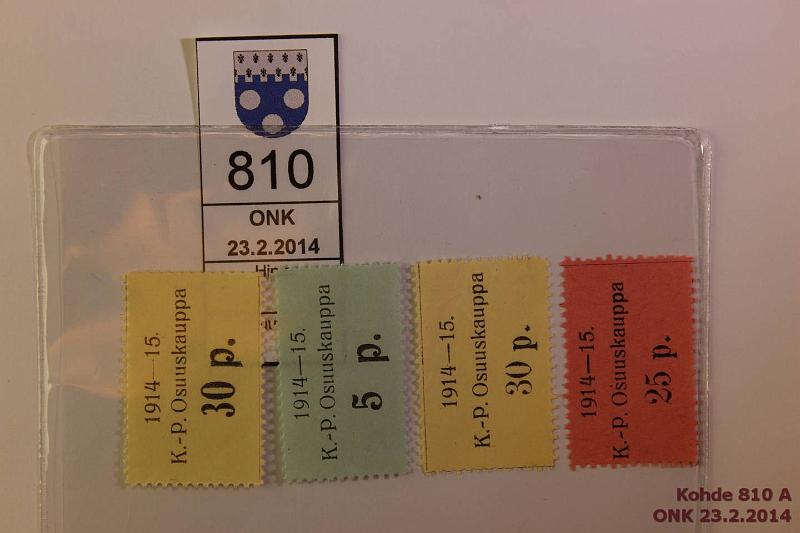 810
ONK
23.2.2014
1914—15.
K.-P. Osuuskauppa
30 p.
1914—15.
K.-P. Osuuskauppa
5 p.
1914—15.
K.-P. Osuuskauppa
30 p.
1914—15.
K.-P. Osuuskauppa
25 p.
Kohde 810 A
ONK 23.2.2014